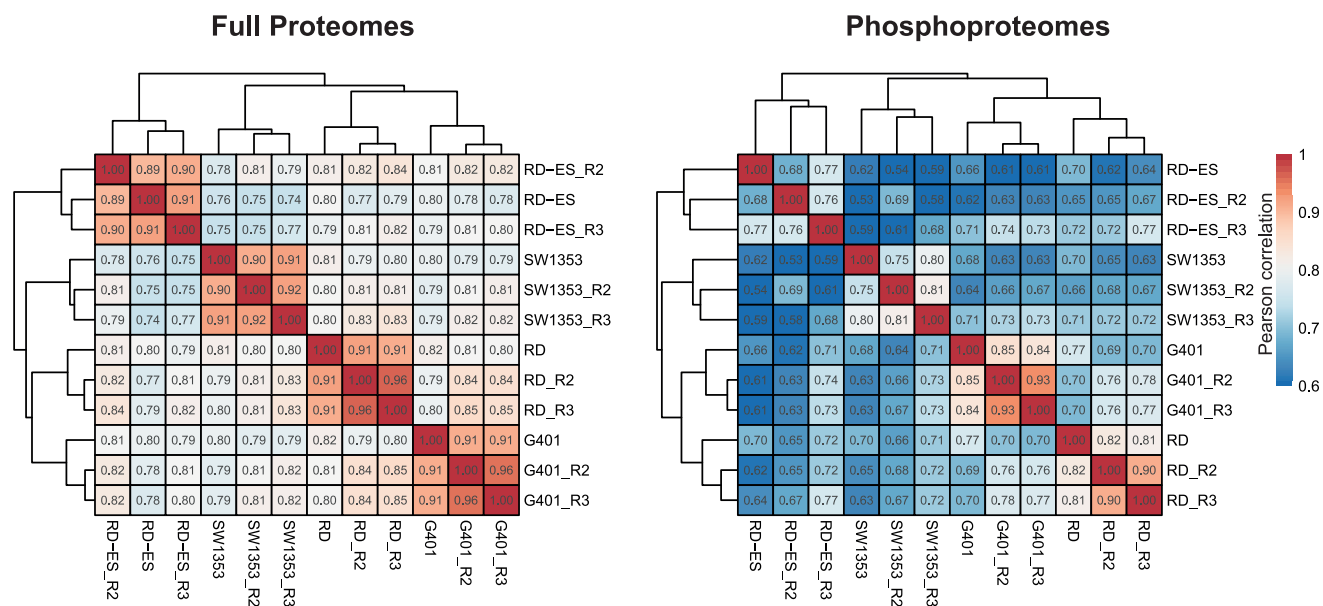 Full Proteomes
1.00 0.89 0.90 0.78 0.81 0.79 0.81 0.82 0.84 0.81 0.82 0.82 RD-ES_R2
0.89 1.00 0.91 0.76 0.75 0.74 0.80 0.77 0.79 0.80 0.78 0.78 RD-ES
0.90 0.91 1.00 0.75 0.75 0.77 0.79 0.81 0.82 0.79 0.81 0.80 RD-ES_R3
0.78 0.76 0.75 1.00 0.90 0.91 0.81 0.79 0.80 0.80 0.79 0.79 SW1353
0.81 0.75 0.75 0.90 1.00 0.92 0.80 0.81 0.81 0.79 0.81 0.81 SW1353_R2
0.79 0.74 0.77 0.91 0.92 1.00 0.80 0.83 0.83 0.79 0.82 0.82 SW1353_R3
0.81 0.80 0.79 0.81 0.80 0.80 1.00 0.91 0.91 0.82 0.81 0.80 RD
0.82 0.77 0.81 0.79 0.81 0.83 0.91 1.00 0.96 0.79 0.84 0.84 RD_R2
0.84 0.79 0.82 0.80 0.81 0.83 0.91 0.96 1.00 0.80 0.85 0.85 RD_R3
0.81 0.80 0.79 0.80 0.79 0.79 0.82 0.79 0.80 1.00 0.91 0.91 G401
0.82 0.78 0.81 0.79 0.81 0.82 0.81 0.84 0.85 0.91 1.00 0.96 G401_R2
0.82 0.78 0.80 0.79 0.81 0.82 0.80 0.84 0.85 0.91 0.96 1.00 G401_R3
RD-ES_R2
RD-ES
RD-ES_R3
SW1353
SW1353_R2
SW1353_R3
RD
RD_R2
RD_R3
G401
G401_R2
G401_R3
Phosphoproteomes
1.00 0.68 0.77 0.62 0.54 0.59 0.66 0.61 0.61 0.70 0.62 0.64 RD-ES
0.68 1.00 0.76 0.53 0.69 0.58 0.62 0.63 0.63 0.65 0.65 0.67 RD-ES_R2
0.77 0.76 1.00 0.59 0.61 0.68 0.71 0.74 0.73 0.72 0.72 0.77 RD-ES_R3
0.62 0.53 0.59 1.00 0.75 0.80 0.68 0.63 0.63 0.70 0.65 0.63 SW1353
0.54 0.69 0.61 0.75 1.00 0.81 0.64 0.66 0.67 0.66 0.68 0.67 SW1353_R2
0.59 0.58 0.68 0.80 0.81 1.00 0.71 0.73 0.73 0.71 0.72 0.72 SW1353_R3
0.66 0.62 0.71 0.68 0.64 0.71 1.00 0.85 0.84 0.77 0.69 0.70 G401
0.61 0.63 0.74 0.63 0.66 0.73 0.85 1.00 0.93 0.70 0.76 0.78 G401_R2
0.61 0.63 0.73 0.63 0.67 0.73 0.84 0.93 1.00 0.70 0.76 0.77 G401_R3
0.70 0.65 0.72 0.70 0.66 0.71 0.77 0.70 0.70 1.00 0.82 0.81 RD
0.62 0.65 0.72 0.65 0.68 0.72 0.69 0.76 0.76 0.82 1.00 0.90 RD_R2
0.64 0.67 0.77 0.63 0.67 0.72 0.70 0.78 0.77 0.81 0.90 1.00 RD_R3
RD-ES
RD-ES_R2
RD-ES_R3
SW1353
SW1353_R2
SW1353_R3
G401
G401_R2
G401_R3
RD
RD_R2
RD_R3
Pearson correlation
1
0.9
0.8
0.7
0.6